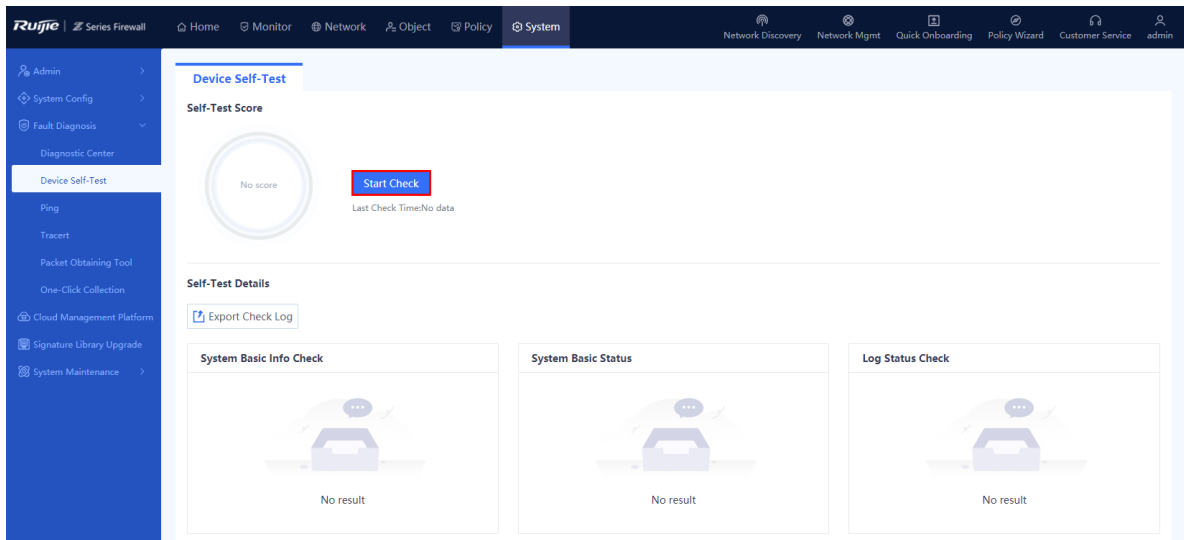 Ruijie | Z Series Firewall
Home
Monitor
Network
Object
Policy
System
Network Discovery
Network Mgmt
Quick Onboarding
Policy Wizard
Customer Service
admin
Admin
System Config
Fault Diagnosis
Diagnostic Center
Device Self-Test
Ping
Tracert
Packet Obtaining Tool
One-Click Collection
Cloud Management Platform
Signature Library Upgrade
System Maintenance
Device Self-Test
Self-Test Score
No score
Start Check
Last Check Time:No data
Self-Test Details
Export Check Log
System Basic Info Check
No result
System Basic Status
No result
Log Status Check
No result